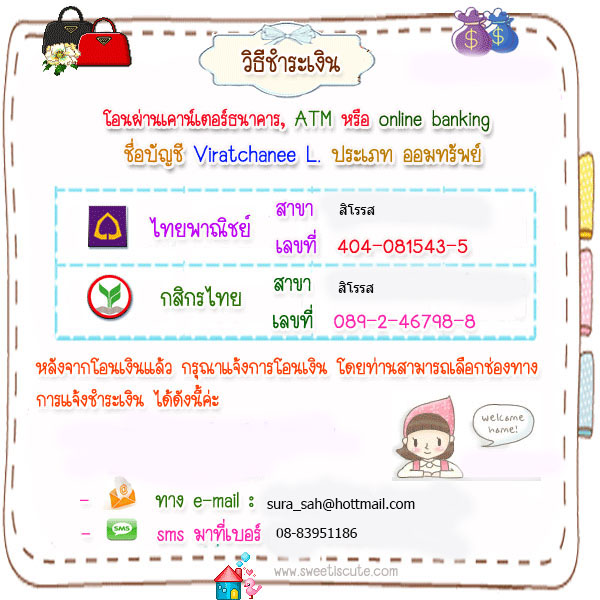 วิธีชำระเงิน
โอนผ่านเคาน์เตอร์ธนาคาร, ATM หรือ online banking
ชื่อบัญชี Viratchanee L. ประเภท ออมทรัพย์
ไทยพาณิชย์ สาขา สิโรรส
เลขที่ 404-081543-5
กสิกรไทย สาขา สิโรรส
เลขที่ 089-2-46798-8
หลังจากโอนเงินแล้ว กรุณาแจ้งการโอนเงิน โดยท่านสามารถเลือกช่องทาง
การแจ้งชำระเงิน ได้ดังนี้ค่ะ
welcome
home!
- ทาง e-mail : sura_sah@hottmail.com
- SMS sms มาที่เบอร์ 08-83951186
www.sweetiscute.com